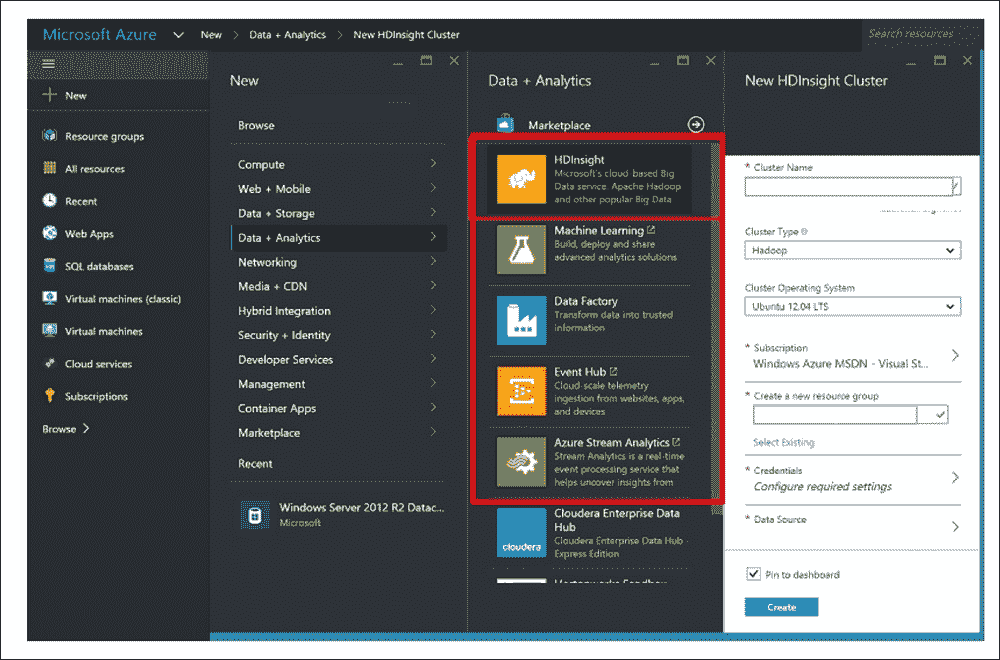 Microsoft Azure
New
Data + Analytics
New HDInsight Cluster
Search resources
New
Resource groups
All resources
Recent
Web Apps
SQL databases
Virtual machines (classic)
Virtual machines
Cloud services
Subscriptions
Browse
New
Browse
Compute
Web + Mobile
Data + Storage
Data + Analytics
Networking
Media + CDN
Hybrid Integration
Security + Identity
Developer Services
Management
Container Apps
Marketplace
Recent
Windows Server 2012 R2 Datac...
Microsoft
Data + Analytics
Marketplace
HDInsight
Microsoft's cloud-based Big
Data service. Apache Hadoop
and other popular Big Data
Machine Learning
Build, deploy and share
advanced analytics solutions
Data Factory
Transform data into trusted
information
Event Hub
Cloud-scale telemetry
ingestion from websites, apps,
and devices
Azure Stream Analytics
Stream Analytics is a real-time
event processing service that
helps uncover insights from
cloudera
Cloudera Enterprise Data
Hub
Cloudera Enterprise Data Hub -
Express Edition
New HDInsight Cluster
* Cluster Name
Cluster Type
Hadoop
Cluster Operating System
Ubuntu 12.04 LTS
* Subscription
Windows Azure MSDN - Visual St...
* Create a new resource group
Select Existing
* Credentials
Configure required settings
* Data Source
Pin to dashboard
Create